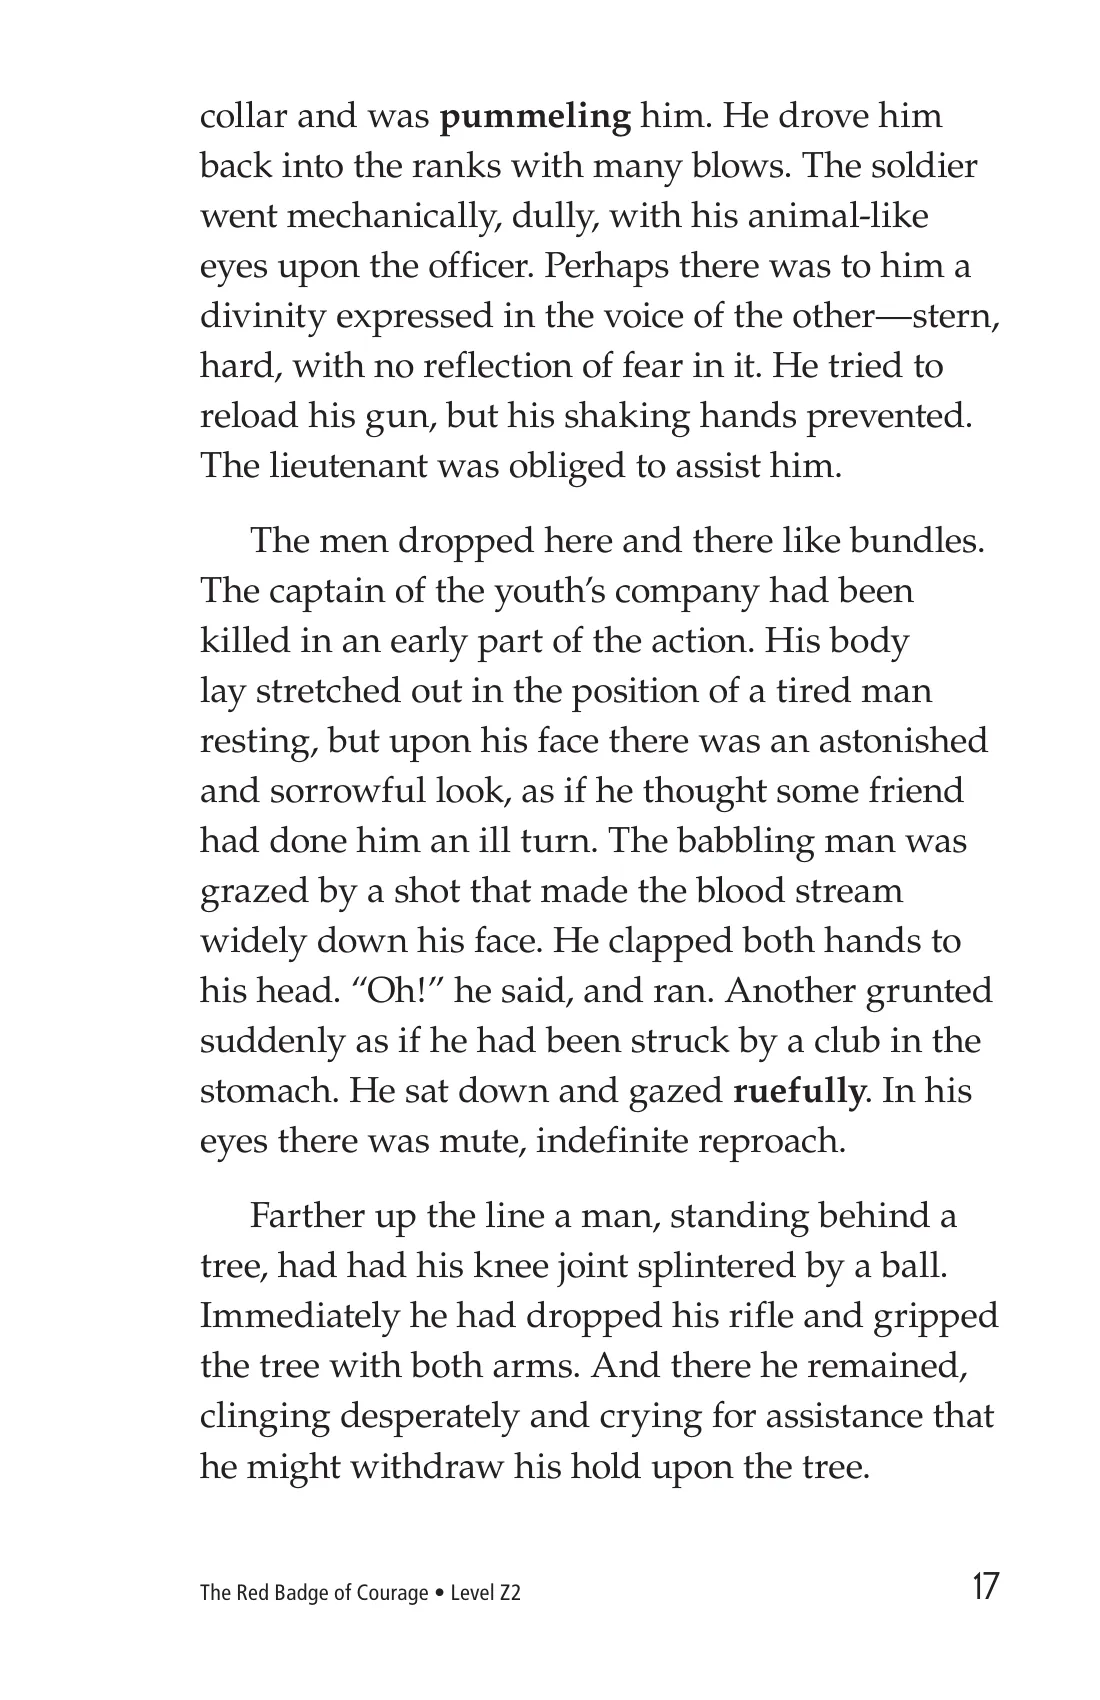 collar and was pummeling him. He drove him
back into the ranks with many blows. The soldier
went mechanically, dully, with his animal-like
eyes upon the officer. Perhaps there was to him a
divinity expressed in the voice of the other—stern,
hard, with no reflection of fear in it. He tried to
reload his gun, but his shaking hands prevented.
The lieutenant was obliged to assist him.
The men dropped here and there like bundles.
The captain of the youth’s company had been
killed in an early part of the action. His body
lay stretched out in the position of a tired man
resting, but upon his face there was an astonished
and sorrowful look, as if he thought some friend
had done him an ill turn. The babbling man was
grazed by a shot that made the blood stream
widely down his face. He clapped both hands to
his head. “Oh!” he said, and ran. Another grunted
suddenly as if he had been struck by a club in the
stomach. He sat down and gazed ruefully. In his
eyes there was mute, indefinite reproach.
Farther up the line a man, standing behind a
tree, had had his knee joint splintered by a ball.
Immediately he had dropped his rifle and gripped
the tree with both arms. And there he remained,
clinging desperately and crying for assistance that
he might withdraw his hold upon the tree.
The Red Badge of Courage • Level Z2 17